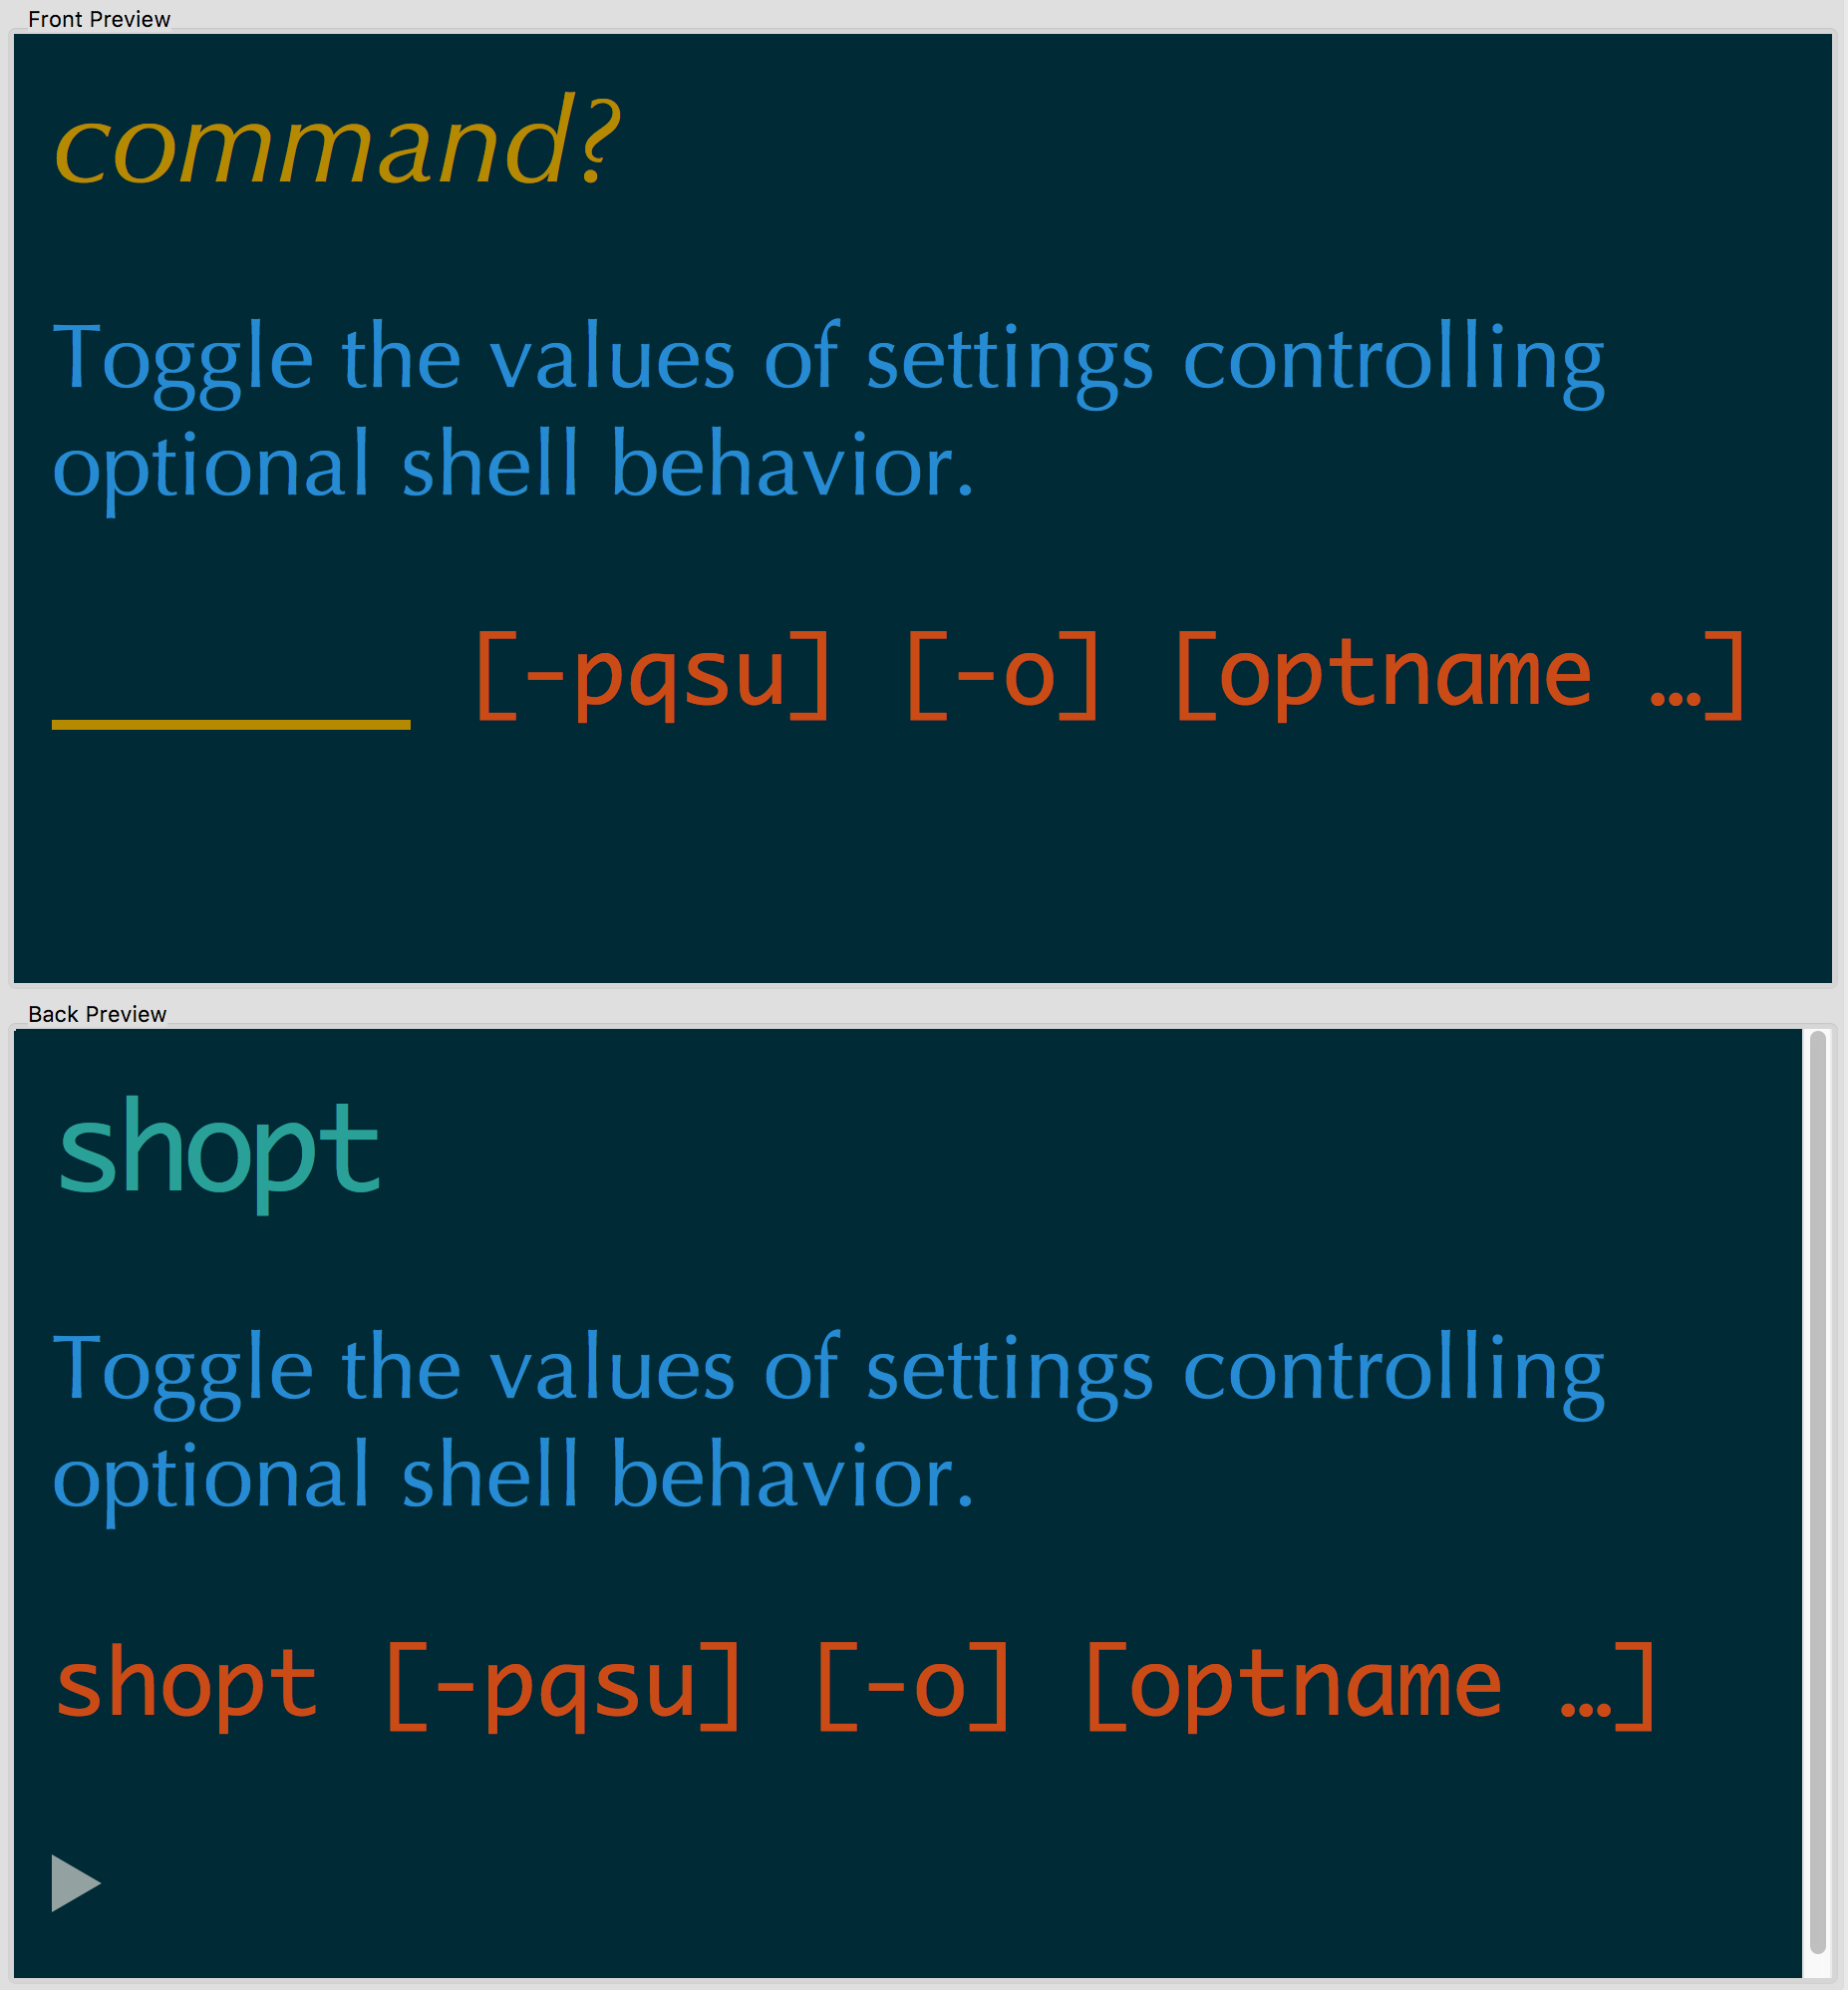 Front Preview
command?
Toggle the values of settings controlling
optional shell behavior.
[-pqsu] [-o] [optname …]
Back Preview
shopt
Toggle the values of settings controlling
optional shell behavior.
shopt [-pqsu] [-o] [optname …]